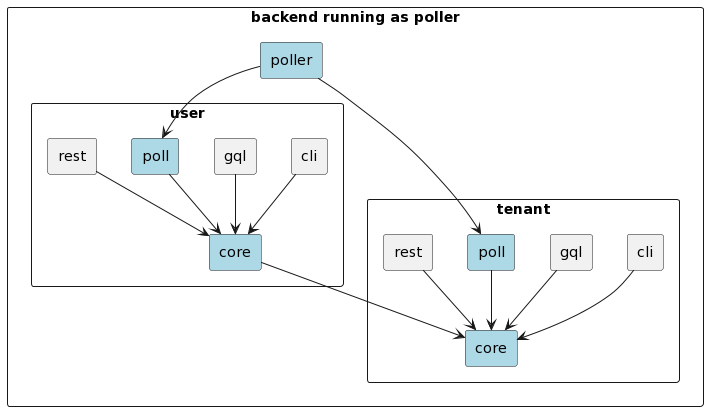 backend running as poller
poller
user
rest
poll
gql
cli
core
tenant
rest
poll
gql
cli
core